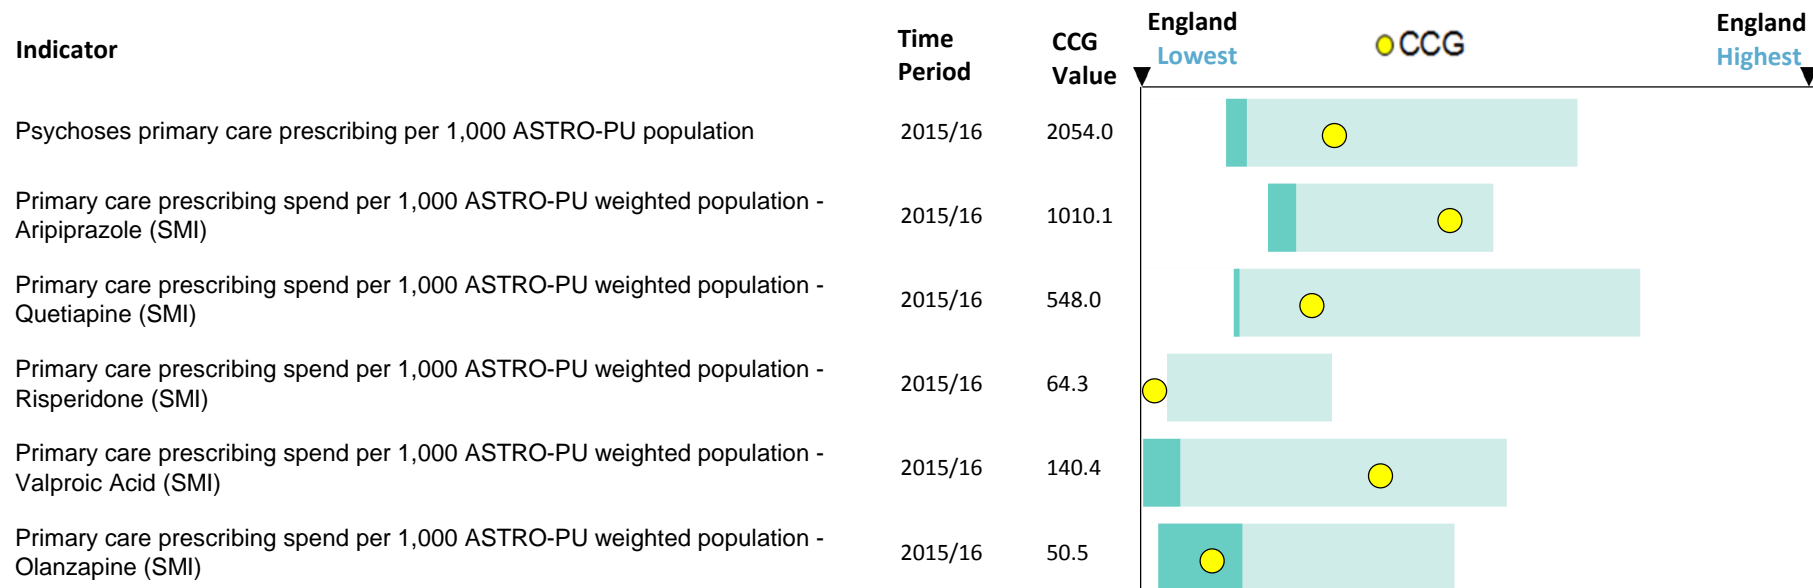 Indicator
Time
Period
CCG
Value
England
Lowest
CCG
England
Highest
Psychoses primary care prescribing per 1,000 ASTRO-PU population
2015/16
2054.0
Primary care prescribing spend per 1,000 ASTRO-PU weighted population -
Aripiprazole (SMI)
2015/16
1010.1
Primary care prescribing spend per 1,000 ASTRO-PU weighted population -
Quetiapine (SMI)
2015/16
548.0
Primary care prescribing spend per 1,000 ASTRO-PU weighted population -
Risperidone (SMI)
2015/16
64.3
Primary care prescribing spend per 1,000 ASTRO-PU weighted population -
Valproic Acid (SMI)
2015/16
140.4
Primary care prescribing spend per 1,000 ASTRO-PU weighted population -
Olanzapine (SMI)
2015/16
50.5